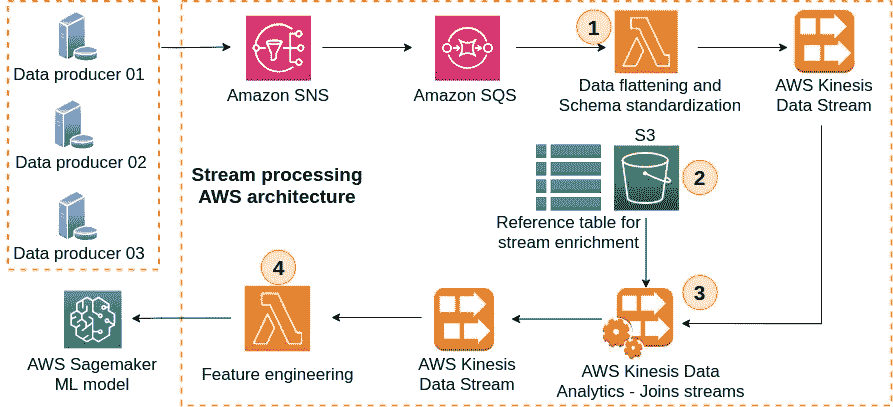 Data producer 01
Data producer 02
Data producer 03
Amazon SNS
Amazon SQS
1
Data flattening and
Schema standardization
AWS Kinesis
Data Stream
Stream processing
AWS architecture
S3
2
Reference table for
stream enrichment
3
AWS Kinesis Data
Analytics - Joins streams
AWS Kinesis
Data Stream
4
Feature engineering
AWS Sagemaker
ML model